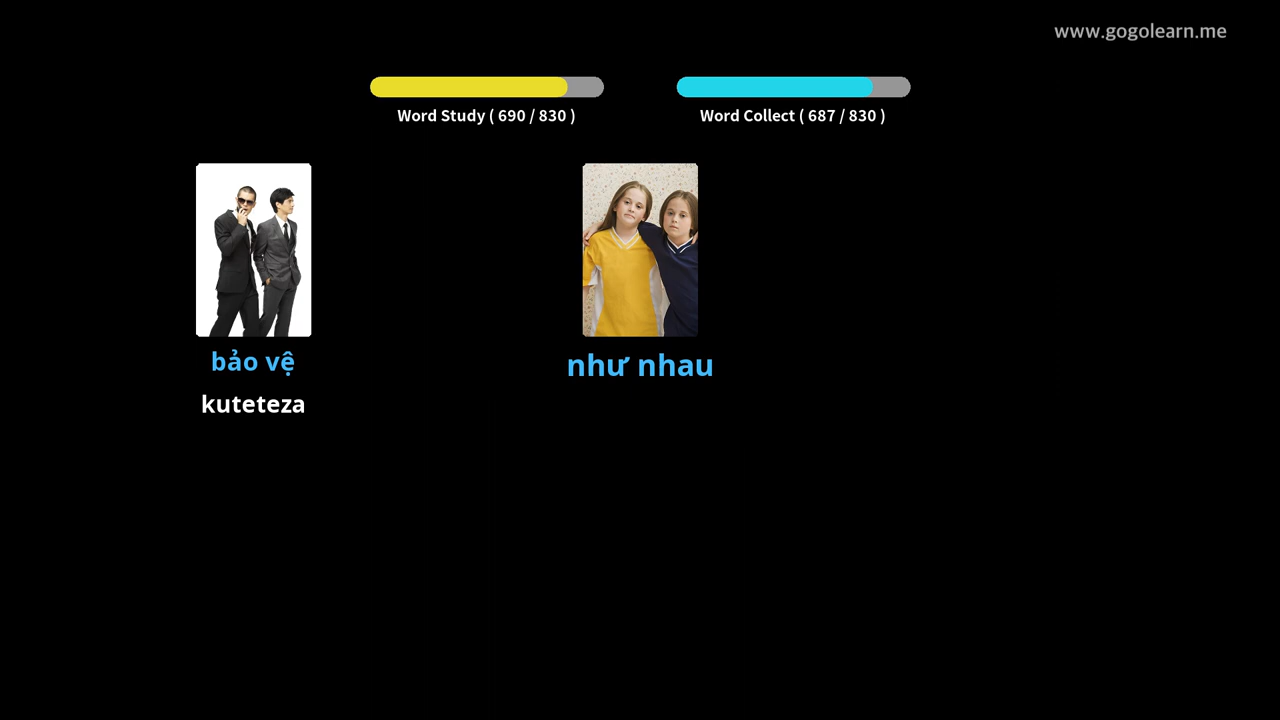 www.gogolearn.me
Word Study ( 690 / 830 )
Word Collect ( 687 / 830 )
bảo vệ
kuteteza
như nhau